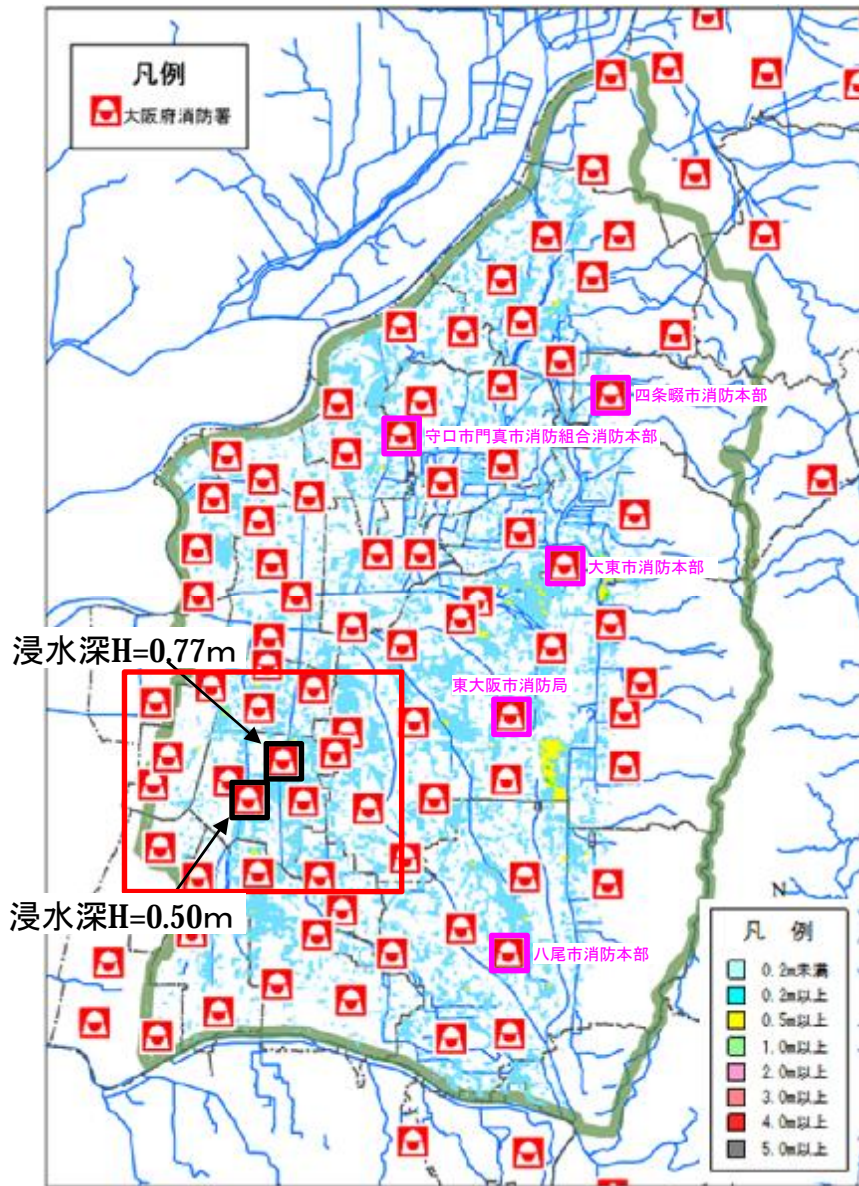 凡例
大阪府消防署
四条畷市消防本部
守口市門真市消防組合消防本部
大東市消防本部
浸水深H=0.77m
東大阪市消防局
浸水深H=0.50m
八尾市消防本部
N
凡 例
0.2m未満
0.2m以上
0.5m以上
1.0m以上
2.0m以上
3.0m以上
4.0m以上
5.0m以上